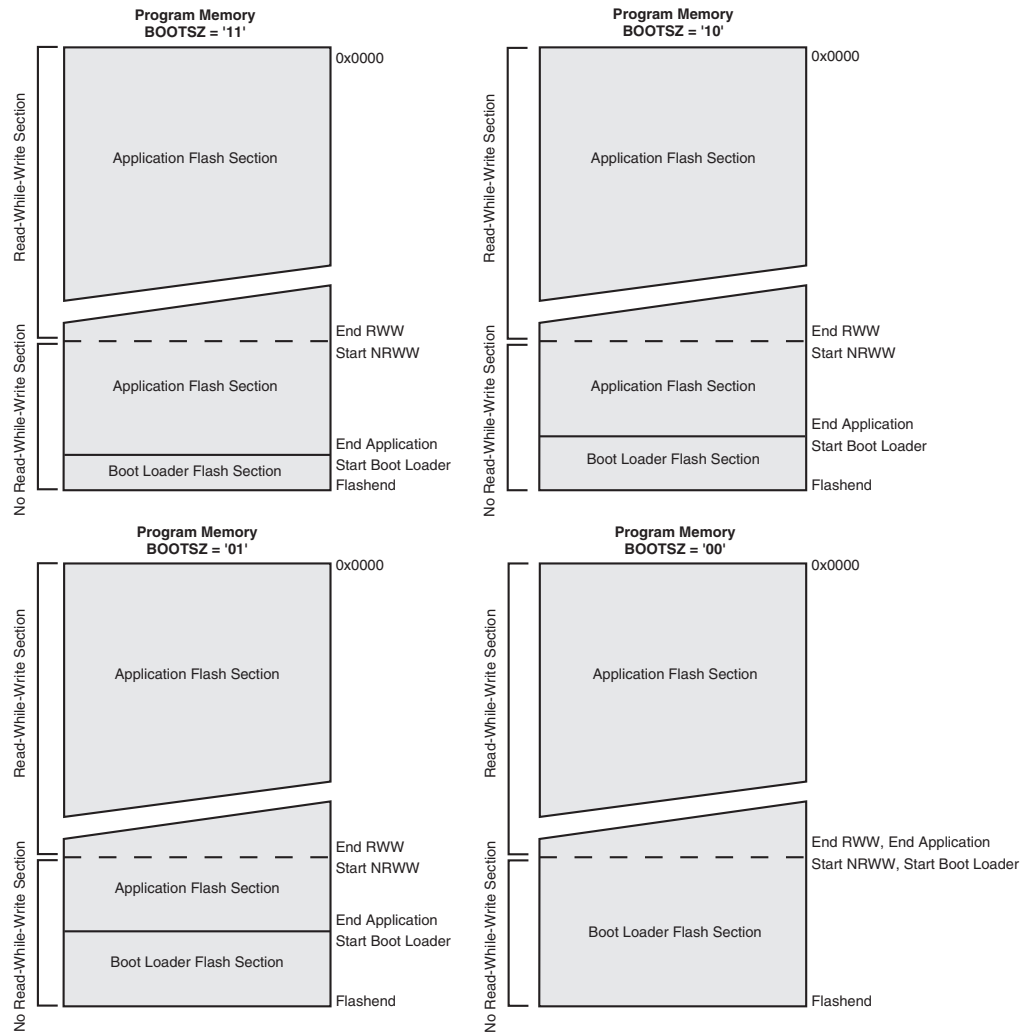 Program Memory
BOOTSZ = '11'
0x0000
Read-While-Write Section
Application Flash Section
End RWW
Start NRWW
No Read-While-Write Section
Application Flash Section
End Application
Start Boot Loader
Boot Loader Flash Section
Flashend
Program Memory
BOOTSZ = '10'
0x0000
Read-While-Write Section
Application Flash Section
End RWW
Start NRWW
No Read-While-Write Section
Application Flash Section
End Application
Start Boot Loader
Boot Loader Flash Section
Flashend
Program Memory
BOOTSZ = '01'
0x0000
Read-While-Write Section
Application Flash Section
End RWW
Start NRWW
No Read-While-Write Section
Application Flash Section
End Application
Start Boot Loader
Boot Loader Flash Section
Flashend
Program Memory
BOOTSZ = '00'
0x0000
Read-While-Write Section
Application Flash Section
End RWW, End Application
Start NRWW, Start Boot Loader
No Read-While-Write Section
Boot Loader Flash Section
Flashend